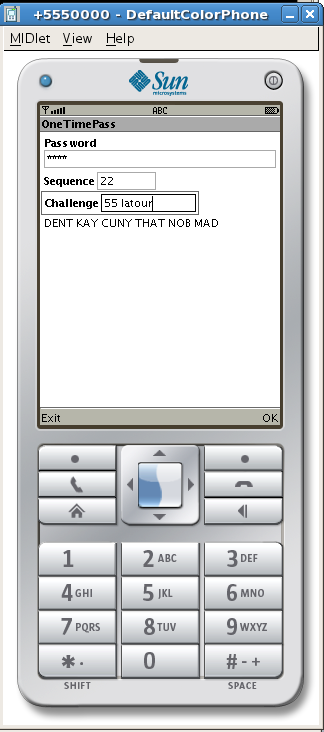 +5550000 - DefaultColorPhone
MIDlet View Help
Sun
microsystems
ABC
OneTimePass
Password
****
Sequence 22
Challenge 55 latour
DENT KAY CUNY THAT NOB MAD
Exit OK
1 2 ABC 3 DEF
4 GHI 5 JKL 6 MNO
7 PQRS 8 TUV 9 WXYZ
* · 0 # - +
SHIFT SPACE